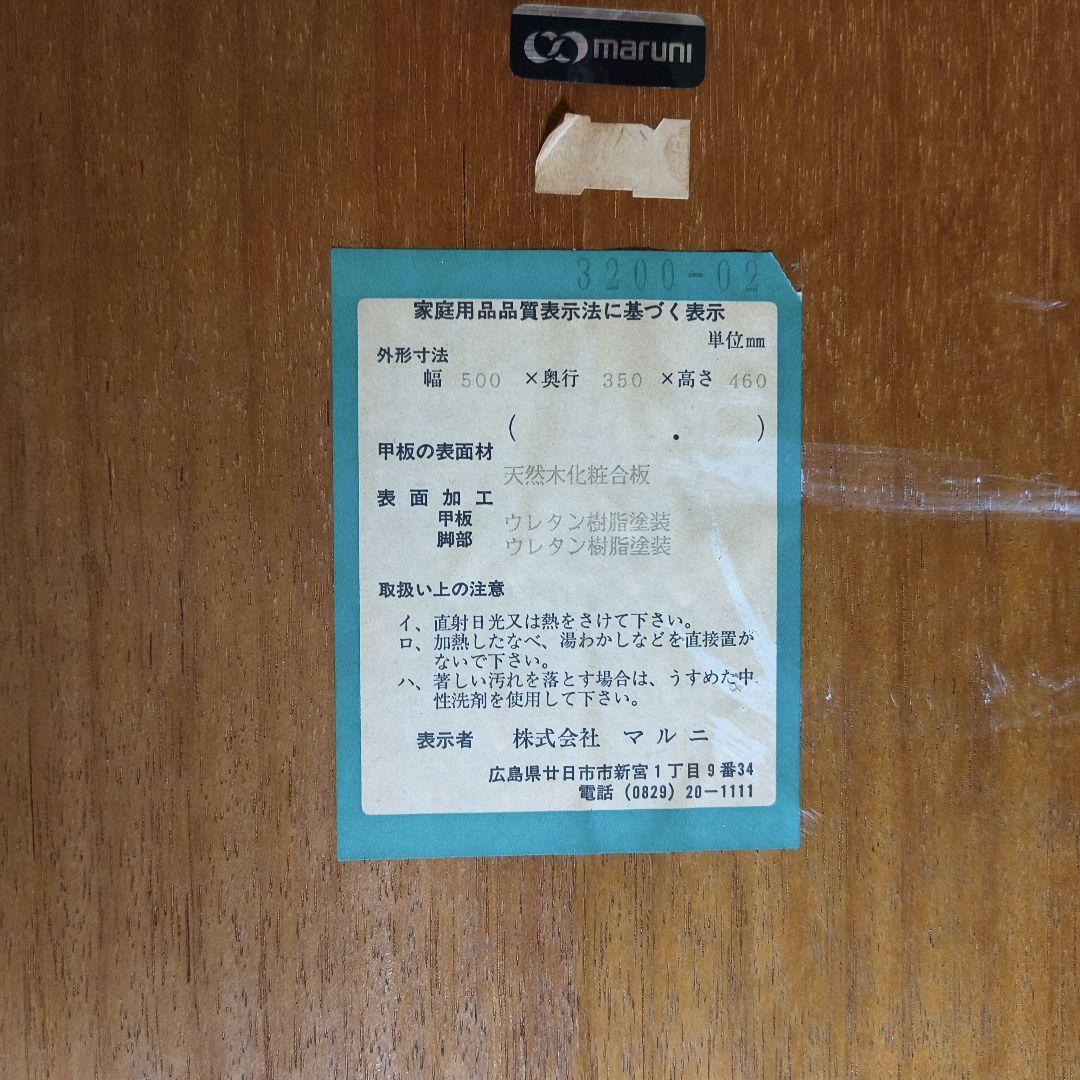 maruni
3200-02
家庭用品品質表示法に基づく表示
単位mm
外形寸法
幅 500 ×奥行 350 ×高さ 460
( . )
甲板の表面材
天然木化粧合板
表面加工
甲板 ウレタン樹脂塗装
脚部 ウレタン樹脂塗装
取扱い上の注意
イ、直射日光又は熱をさけて下さい。
ロ、加熱したなべ、湯わかしなどを直接置が
ないで下さい。
ハ、著しい汚れを落とす場合は、うすめた中
性洗剤を使用して下さい。
表示者 株式会社 マルニ
広島県廿日市市新宮1丁目9番34
電話 (0829) 20-1111